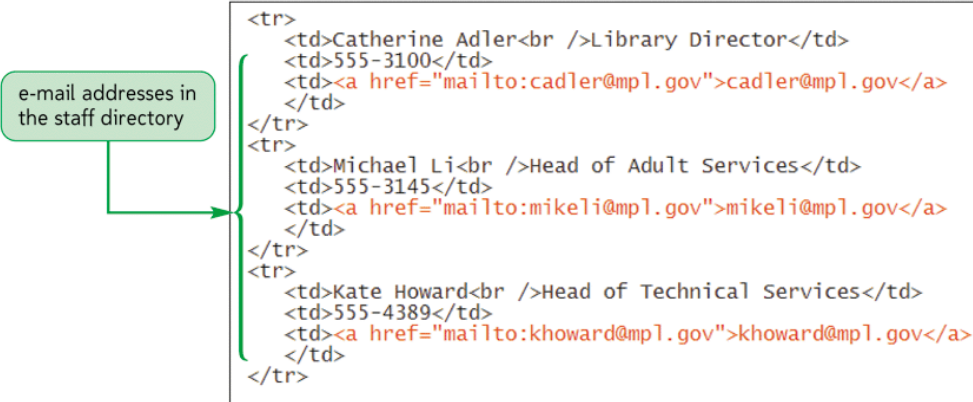 e-mail addresses in
the staff directory
<tr>
<td>Catherine Adler<br />Library Director</td>
<td>555-3100</td>
<td><a href="mailto:cadler@mpl.gov">cadler@mpl.gov</a>
</td>
</tr>
<tr>
<td>Michael Li<br />Head of Adult Services</td>
<td>555-3145</td>
<td><a href="mailto:mikeli@mpl.gov">mikeli@mpl.gov</a>
</td>
</tr>
<tr>
<td>Kate Howard<br />Head of Technical Services</td>
<td>555-4389</td>
<td><a href="mailto:khoward@mpl.gov">khoward@mpl.gov</a>
</td>
</tr>